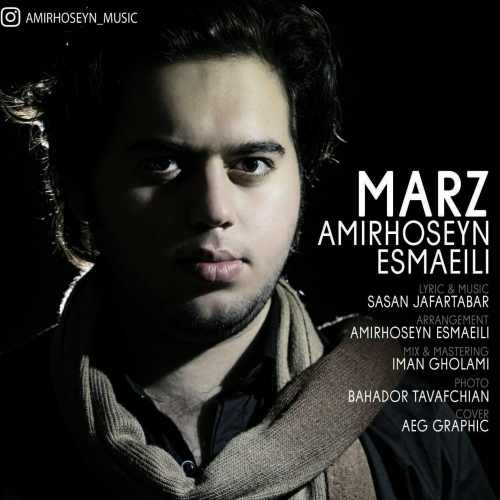 AMIRHOSEYN_MUSIC
MARZ
AMIRHOSEYN
ESMAEILI
LYRIC & MUSIC
SASAN JAFARTABAR
ARRANGEMENT
AMIRHOSEYN ESMAEILI
MIX & MASTERING
IMAN GHOLAMI
PHOTO
BAHADOR TAVAFCHIAN
COVER
AEG GRAPHIC